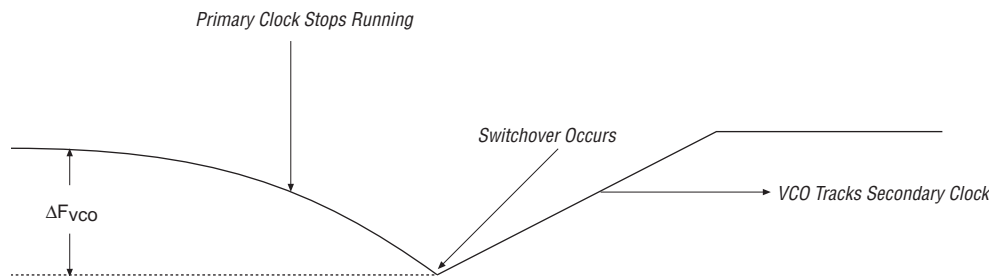 Primary Clock Stops Running
Switchover Occurs
VCO Tracks Secondary Clock
ΔFVCO